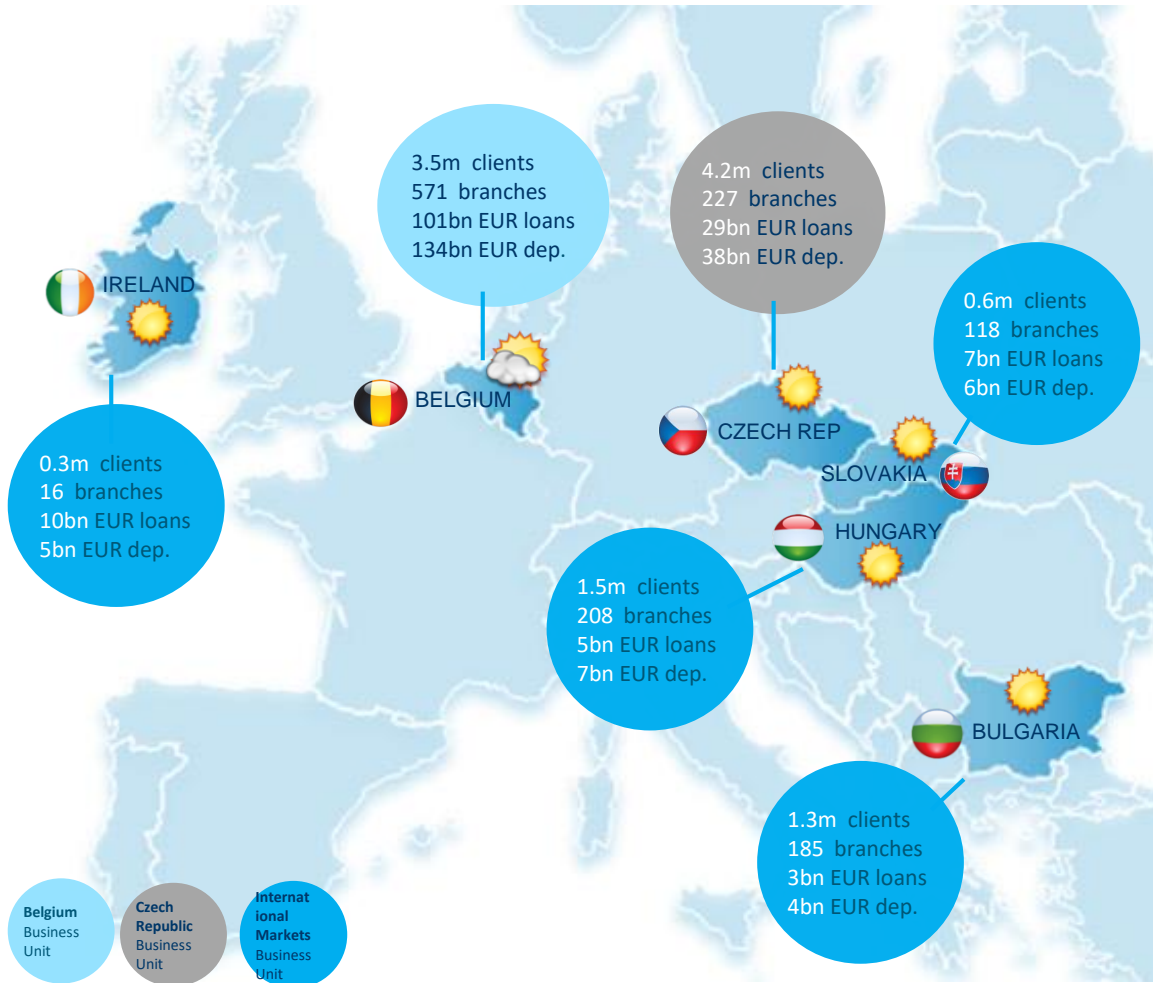 3.5m clients
571 branches
101bn EUR loans
134bn EUR dep.
4.2m clients
227 branches
29bn EUR loans
38bn EUR dep.
IRELAND
0.6m clients
118 branches
7bn EUR loans
6bn EUR dep.
BELGIUM
CZECH REP
SLOVAKIA
0.3m clients
16 branches
10bn EUR loans
5bn EUR dep.
HUNGARY
1.5m clients
208 branches
5bn EUR loans
7bn EUR dep.
BULGARIA
1.3m clients
185 branches
3bn EUR loans
4bn EUR dep.
Belgium
Business
Unit
Czech
Republic
Business
Unit
Internat
ional
Markets
Business
Unit